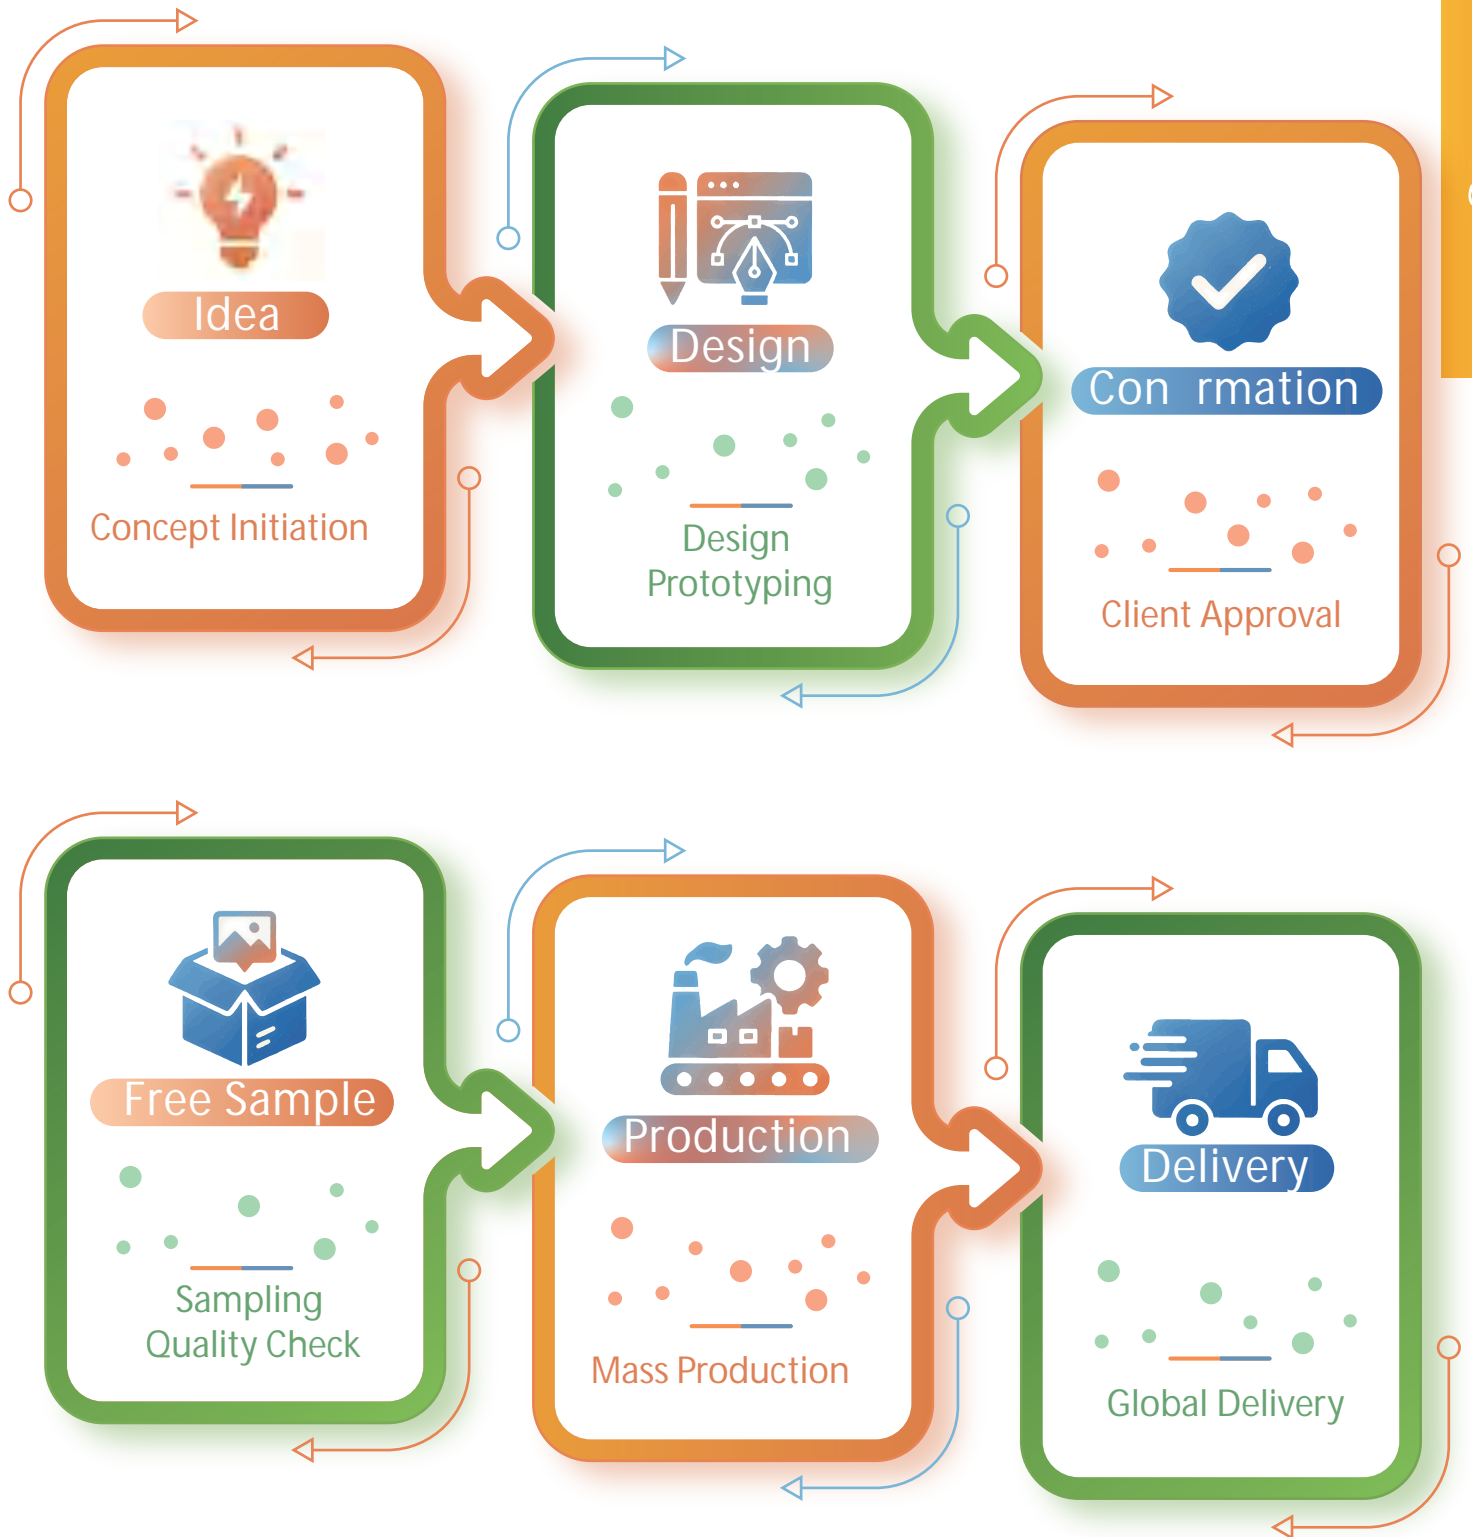 Idea
Concept Initiation
Design
Design
Prototyping
Con rmation
Client Approval
Free Sample
Sampling
Quality Check
Production
Mass Production
Delivery
Global Delivery